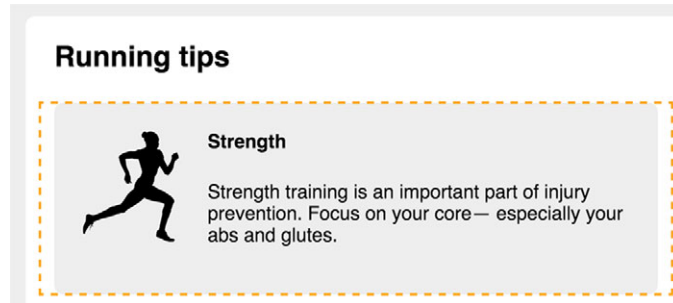 Running tips
Strength
Strength training is an important part of injury
prevention. Focus on your core— especially your
abs and glutes.